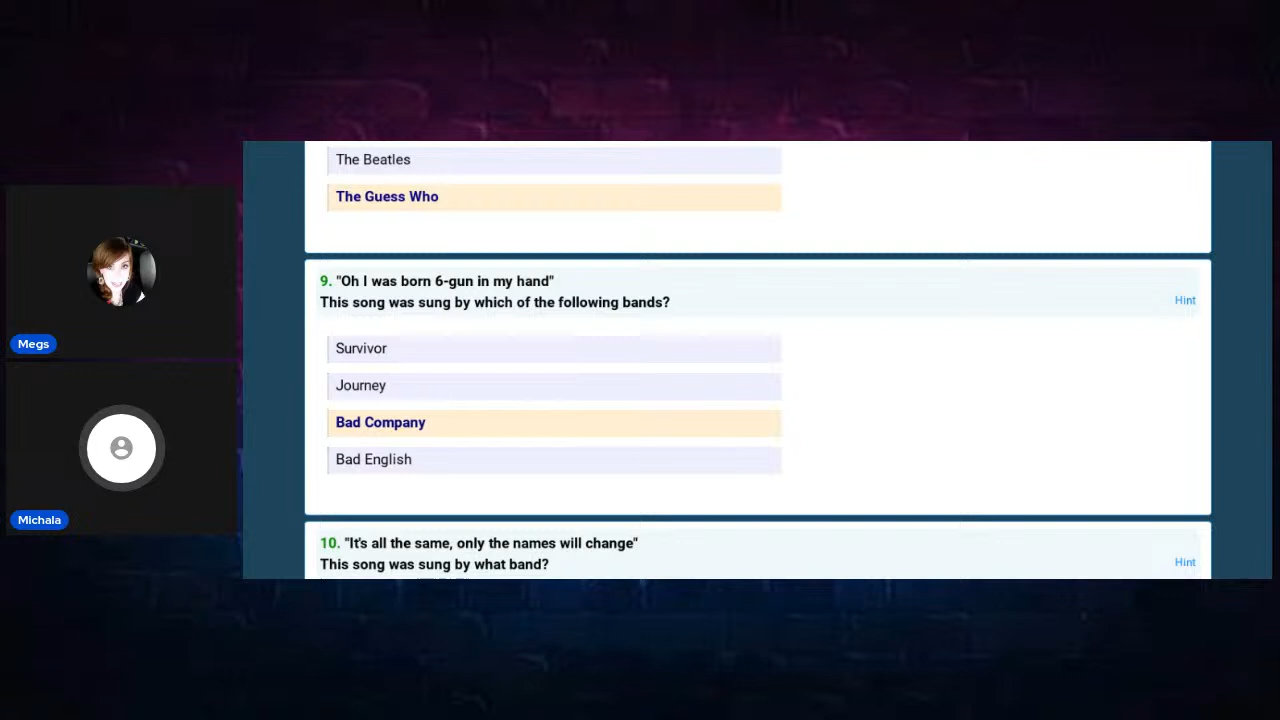 The Beatles
The Guess Who
9. "Oh I was born 6-gun in my hand"
This song was sung by which of the following bands?
Hint
Survivor
Journey
Bad Company
Bad English
10. "It's all the same, only the names will change"
This song was sung by what band?
Hint
Megs
Michala